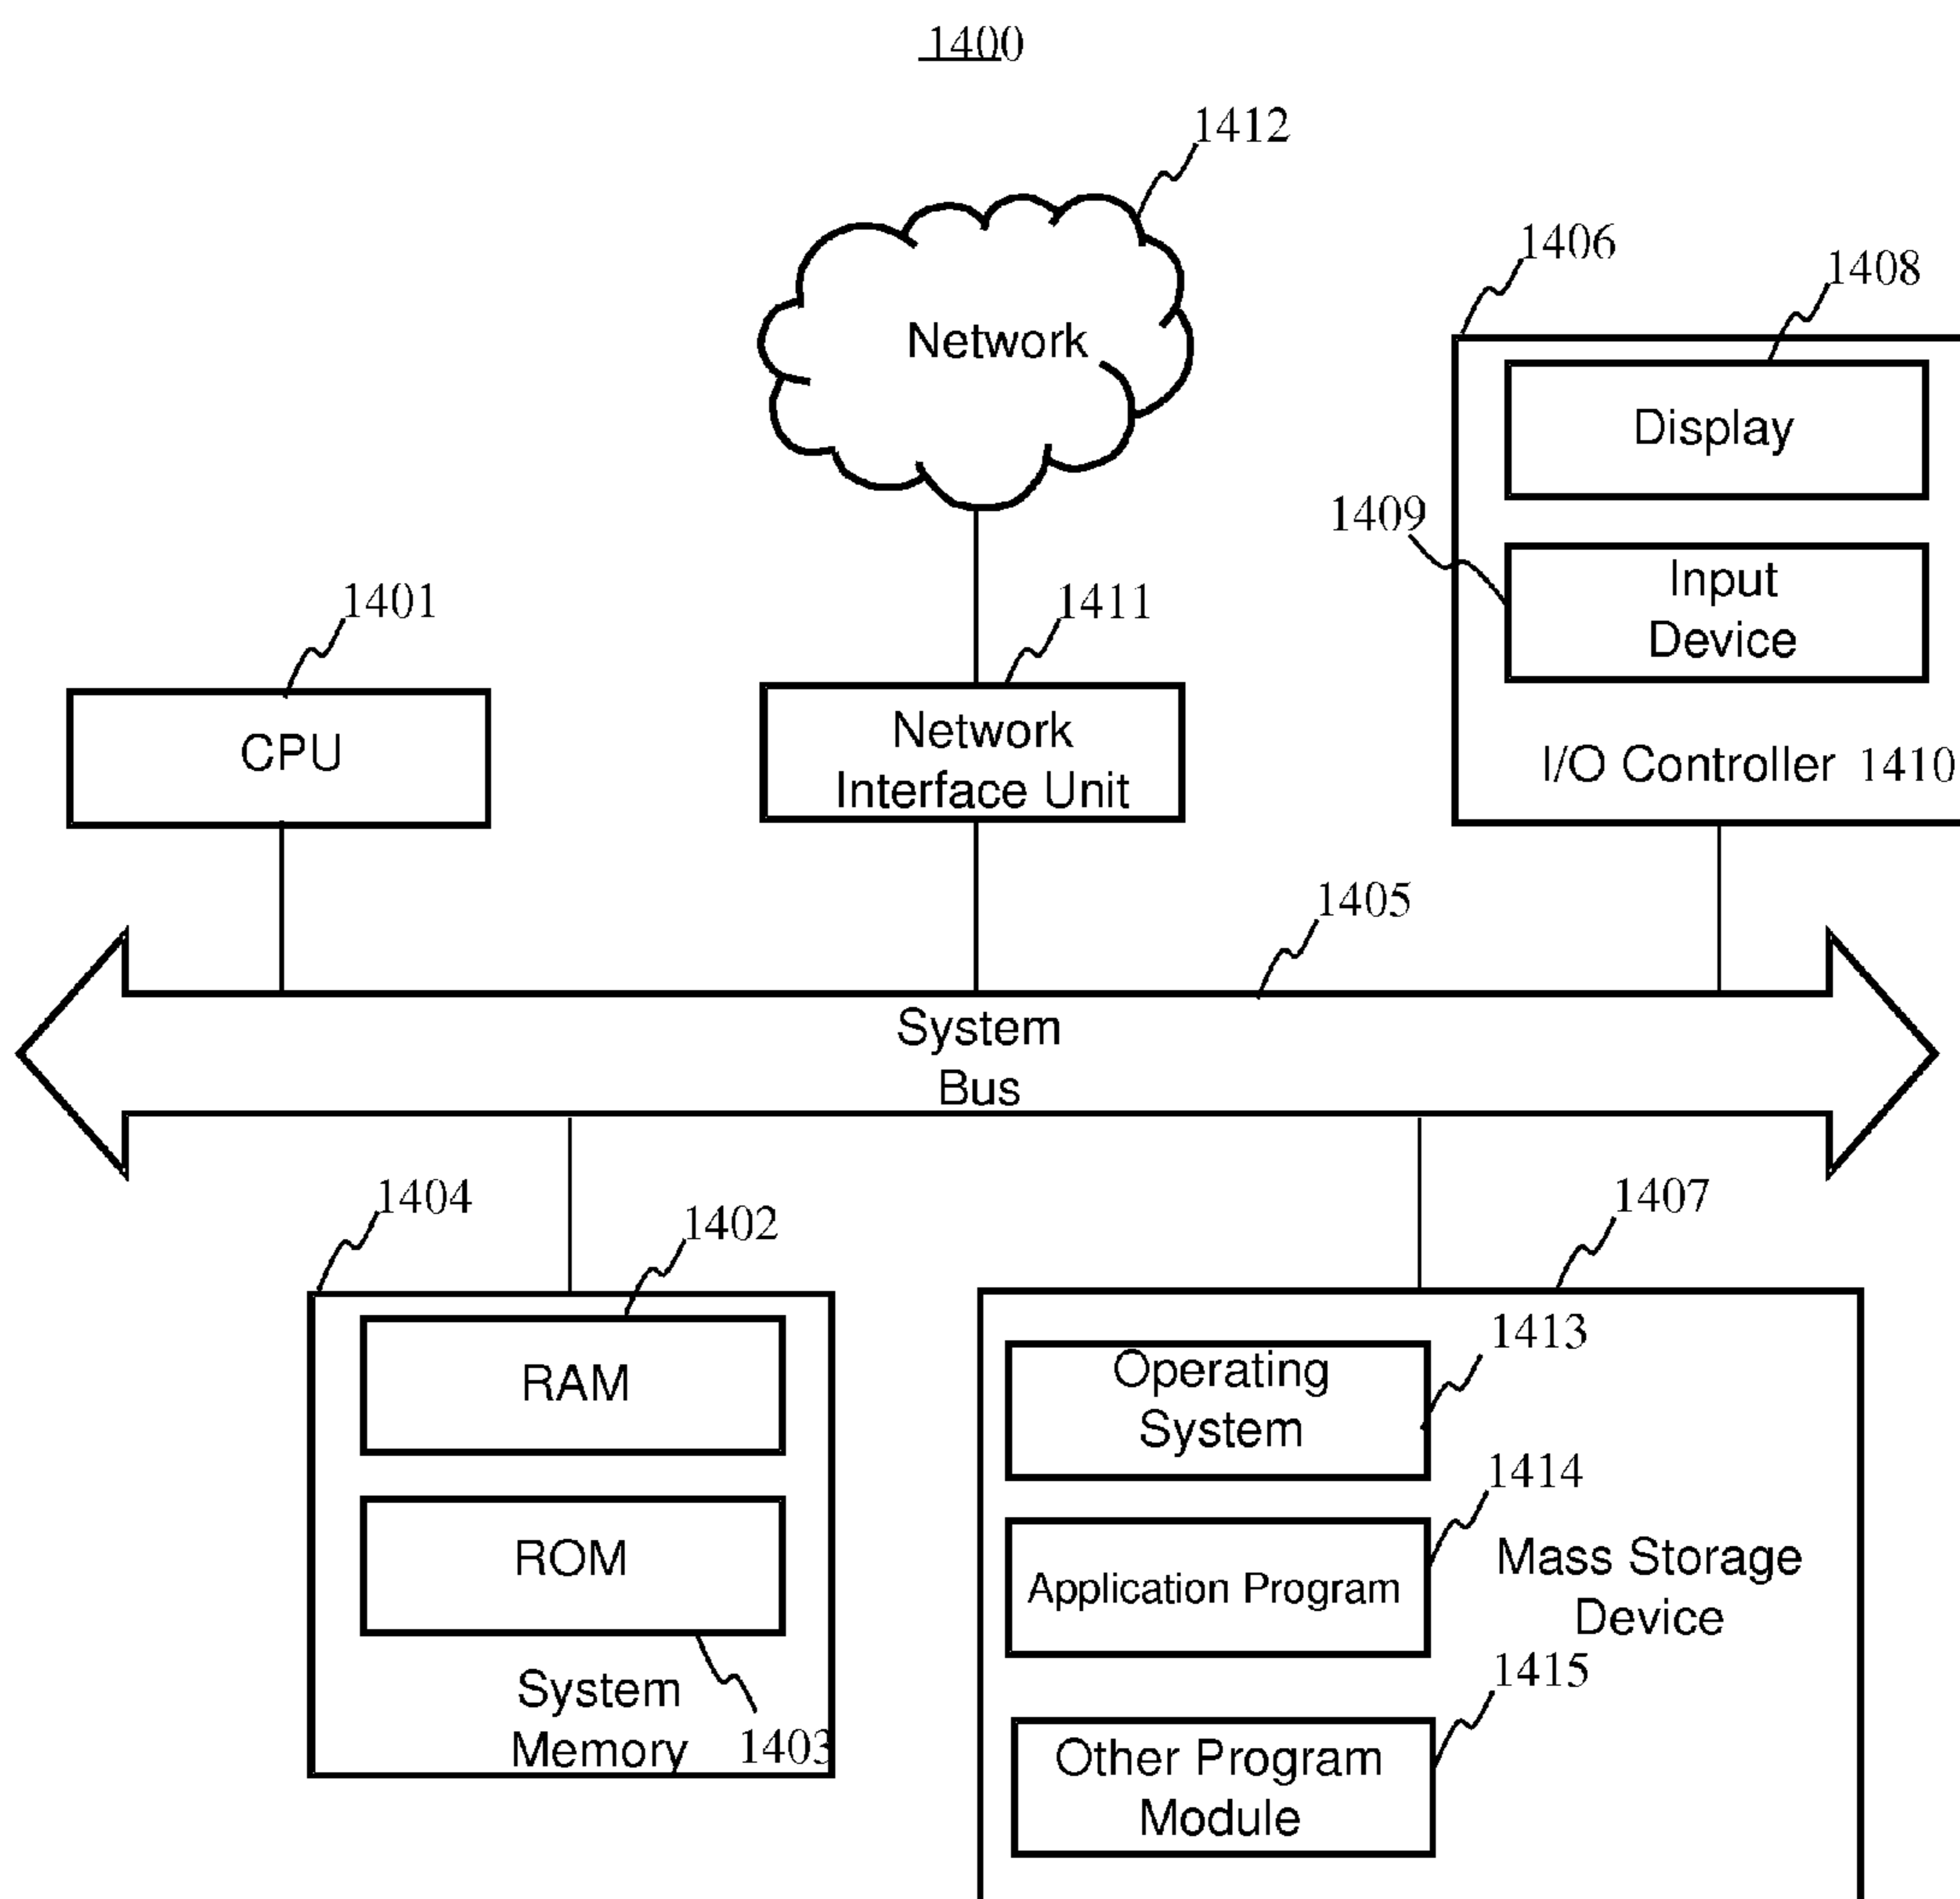 1400
1412
Network
1406
1408
Display
1409
Input
Device
I/O Controller 1410
1401
CPU
1411
Network
Interface Unit
1405
System
Bus
1404
1402
RAM
ROM
System
Memory
1403
1407
1413
Operating
System
1414
Application Program
Mass Storage
Device
1415
Other Program
Module